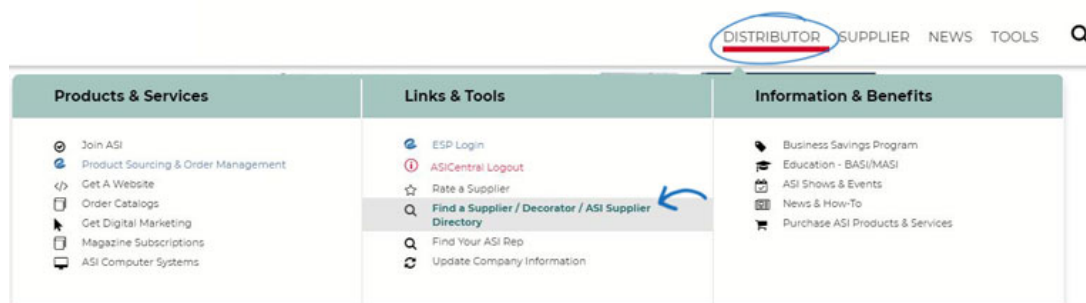 DISTRIBUTOR SUPPLIER NEWS TOOLS
Products & Services
Join ASI
Product Sourcing & Order Management
Get A Website
Order Catalogs
Get Digital Marketing
Magazine Subscriptions
ASI Computer Systems
Links & Tools
ESP Login
ASICentral Logout
Rate a Supplier
Find a Supplier / Decorator / ASI Supplier
Directory
Find Your ASI Rep
Update Company Information
Information & Benefits
Business Savings Program
Education - BASI/MASI
ASI Shows & Events
News & How-To
Purchase ASI Products & Services